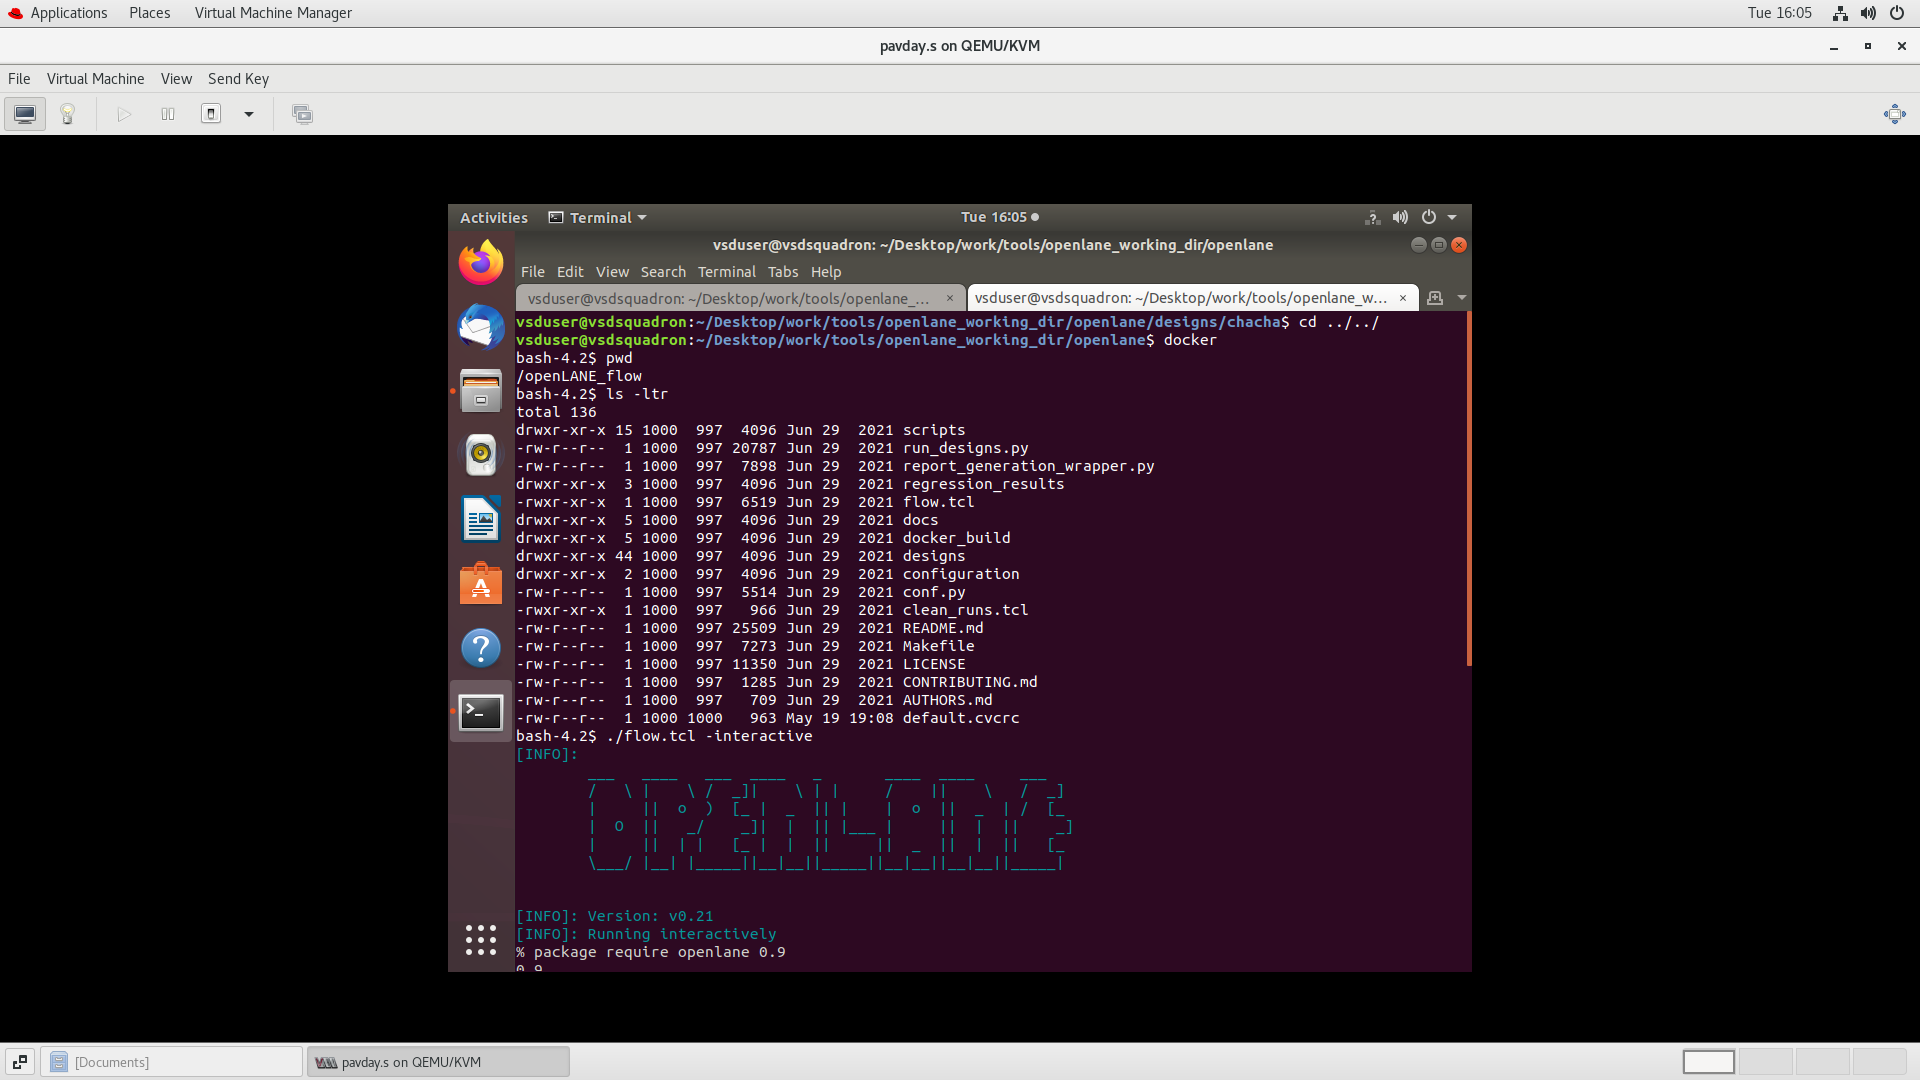 Applications Places Virtual Machine Manager Tue 16:05
pavday.s on QEMU/KVM
File Virtual Machine View Send Key
Activities Terminal Tue 16:05
vsduser@vsdsquadron: ~/Desktop/work/tools/openlane_working_dir/openlane
File Edit View Search Terminal Tabs Help
vsduser@vsdsquadron: ~/Desktop/work/tools/openlane_... × vsduser@vsdsquadron: ~/Desktop/work/tools/openlane_w... ×
vsduser@vsdsquadron:~/Desktop/work/tools/openlane_working_dir/openlane/designs/chacha$ cd ../../
vsduser@vsdsquadron:~/Desktop/work/tools/openlane_working_dir/openlane$ docker
bash-4.2$ pwd
/openLANE_flow
bash-4.2$ ls -ltr
total 136
drwxr-xr-x 15 1000  997  4096 Jun 29  2021 scripts
-rw-r--r--  1 1000  997 20787 Jun 29  2021 run_designs.py
-rw-r--r--  1 1000  997  7898 Jun 29  2021 report_generation_wrapper.py
drwxr-xr-x  3 1000  997  4096 Jun 29  2021 regression_results
-rwxr-xr-x  1 1000  997  6519 Jun 29  2021 flow.tcl
drwxr-xr-x  5 1000  997  4096 Jun 29  2021 docs
drwxr-xr-x  5 1000  997  4096 Jun 29  2021 docker_build
drwxr-xr-x 44 1000  997  4096 Jun 29  2021 designs
drwxr-xr-x  2 1000  997  4096 Jun 29  2021 configuration
-rw-r--r--  1 1000  997  5514 Jun 29  2021 conf.py
-rwxr-xr-x  1 1000  997   966 Jun 29  2021 clean_runs.tcl
-rw-r--r--  1 1000  997 25509 Jun 29  2021 README.md
-rw-r--r--  1 1000  997  7273 Jun 29  2021 Makefile
-rw-r--r--  1 1000  997 11350 Jun 29  2021 LICENSE
-rw-r--r--  1 1000  997  1285 Jun 29  2021 CONTRIBUTING.md
-rw-r--r--  1 1000  997   709 Jun 29  2021 AUTHORS.md
-rw-r--r--  1 1000 1000   963 May 19 19:08 default.cvcrc
bash-4.2$ ./flow.tcl -interactive
[INFO]:
OPENLANE
[INFO]: Version: v0.21
[INFO]: Running interactively
% package require openlane 0.9
0.9
[Documents] pavday.s on QEMU/KVM